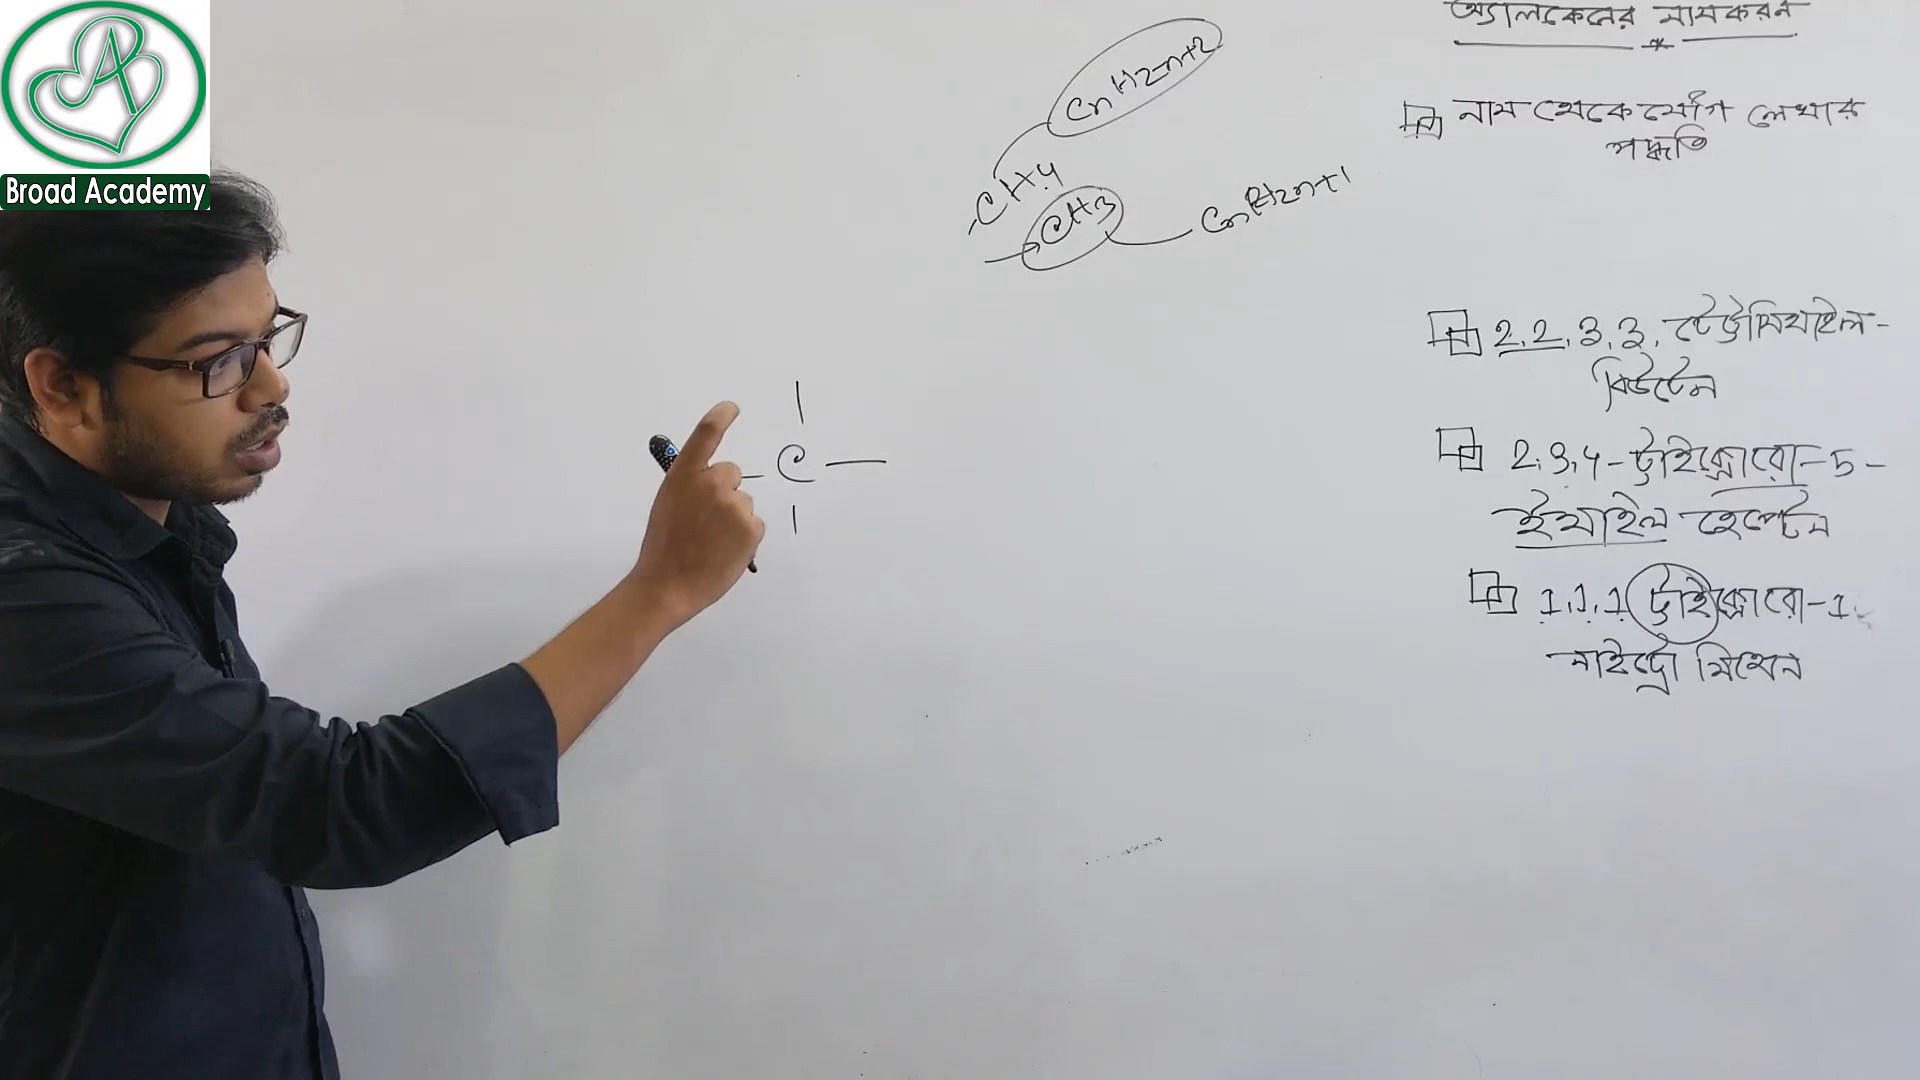 Broad Academy
CnH2n+2
CH4
CH3
CnH2n+1
C
অ্যালকেনের নামকরন
নাম থেকে যৌগ লেখার
পদ্ধতি
2,2,3,3, টেট্রামিথাইল-
বিউটেন
2,3,4-ট্রাইক্লোরো-5-
ইথাইল হেপ্টেন
1,1,1 ট্রাইক্লোরো-1
নাইট্রো মিথেন